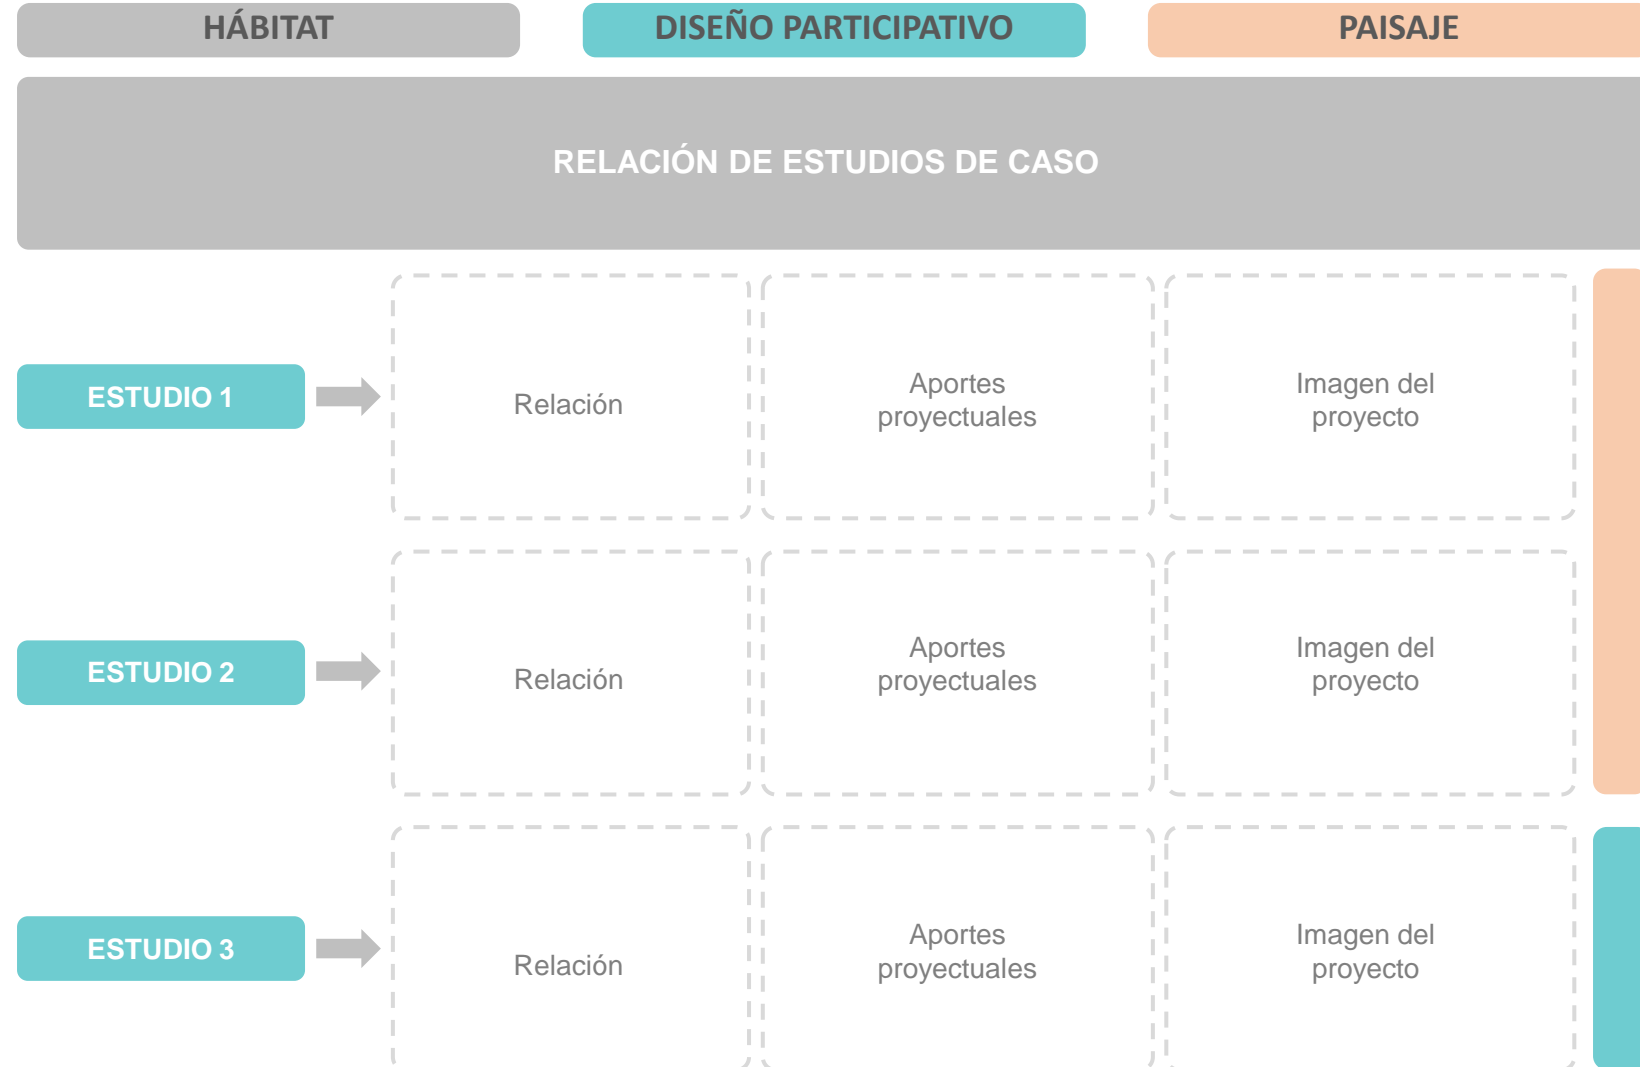 HÁBITAT
DISEÑO PARTICIPATIVO
PAISAJE
RELACIÓN DE ESTUDIOS DE CASO
ESTUDIO 1
Relación
Aportes
proyectuales
Imagen del
proyecto
ESTUDIO 2
Relación
Aportes
proyectuales
Imagen del
proyecto
ESTUDIO 3
Relación
Aportes
proyectuales
Imagen del
proyecto